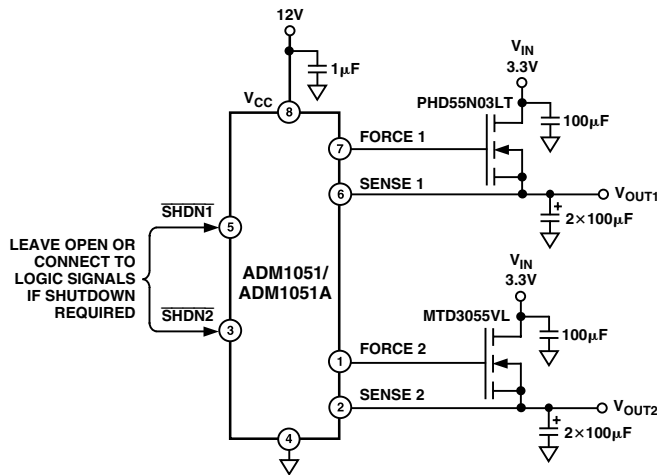 12V
1µF
VCC
8
VIN
3.3V
PHD55N03LT
100µF
7
FORCE 1
6
SENSE 1
VOUT1
2×100µF
SHDN1
5
LEAVE OPEN OR
CONNECT TO
LOGIC SIGNALS
IF SHUTDOWN
REQUIRED
ADM1051/
ADM1051A
SHDN2
3
VIN
3.3V
MTD3055VL
100µF
1
FORCE 2
2
SENSE 2
VOUT2
2×100µF
4